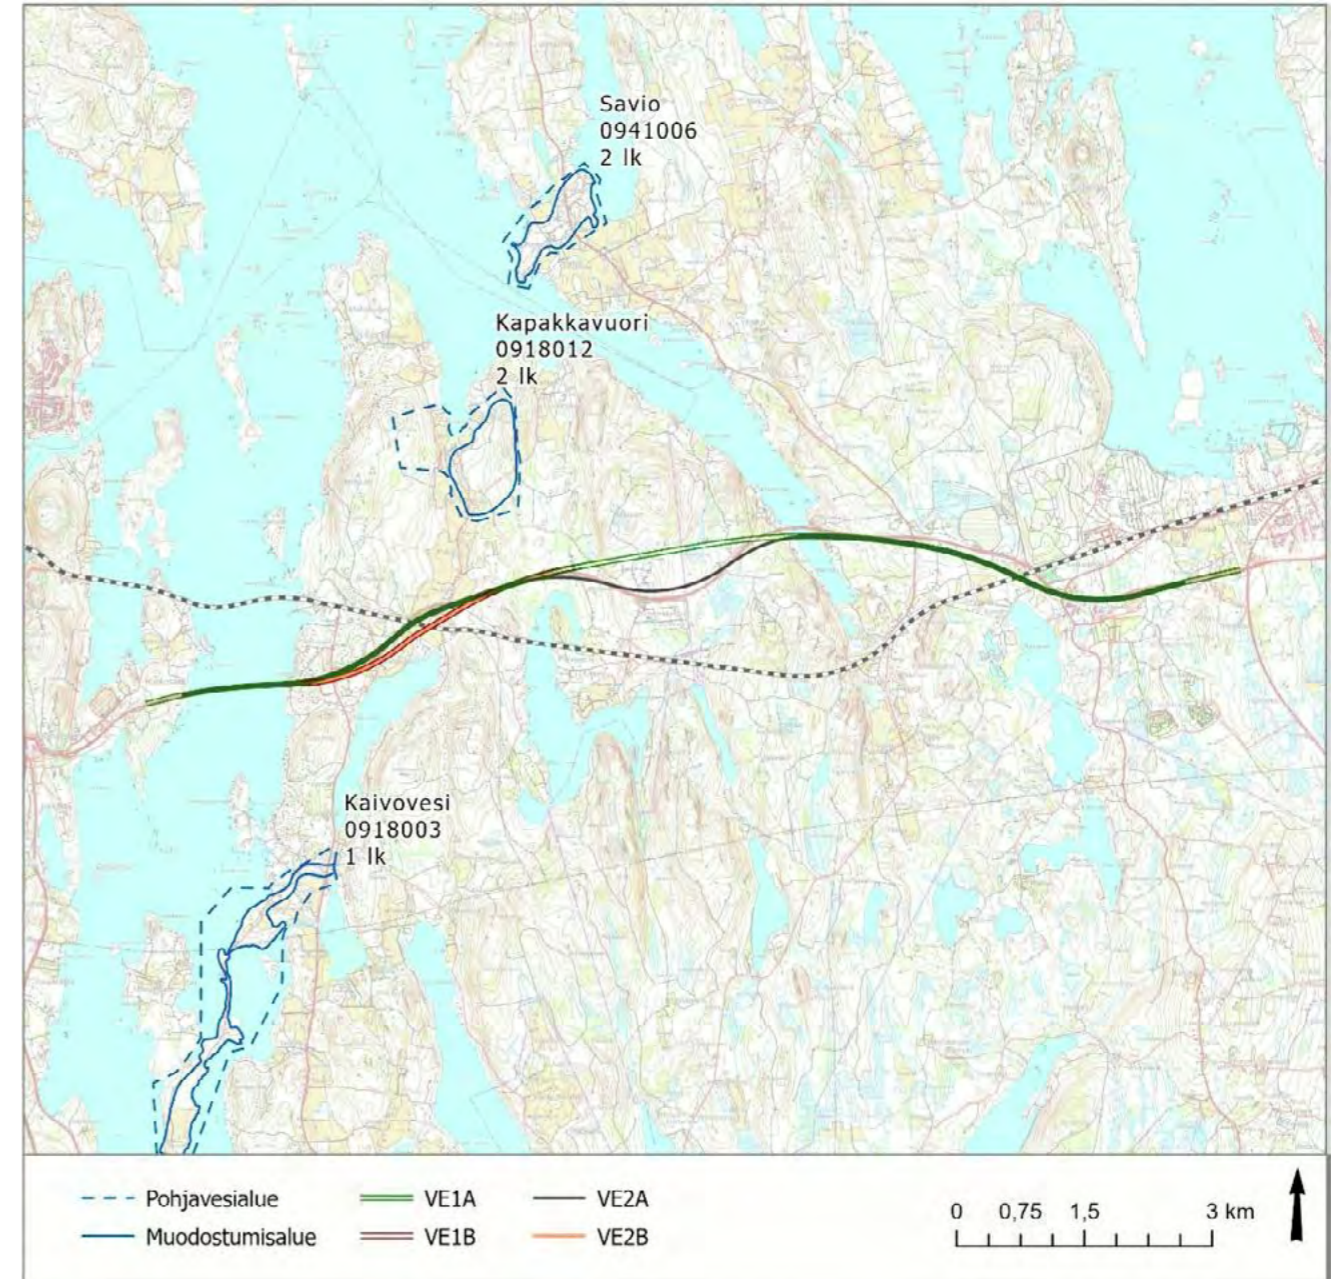 Savio
0941006
2 lk
Kapakkavuori
0918012
2 lk
Kaivovesi
0918003
1 lk
Pohjavesialue
Muodostumisalue
VE1A
VE1B
VE2A
VE2B
0 0,75 1,5 3 km